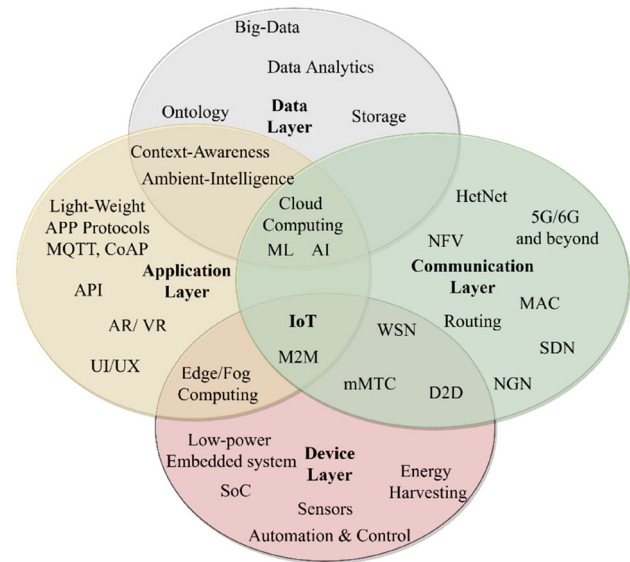 Big-Data
Data Analytics
Ontology
Data
Layer
Storage
Context-Awareness
Ambient-Intelligence
Light-Weight
APP Protocols
MQTT, CoAP
Cloud
Computing
ML AI
HetNet
5G/6G
and beyond
NFV
Application
Layer
Communication
Layer
API
MAC
AR/ VR
IoT
WSN
Routing
SDN
UI/UX
M2M
Edge/Fog
Computing
mMTC
D2D
NGN
Low-power
Embedded system
Device
Layer
SoC
Energy
Harvesting
Sensors
Automation & Control